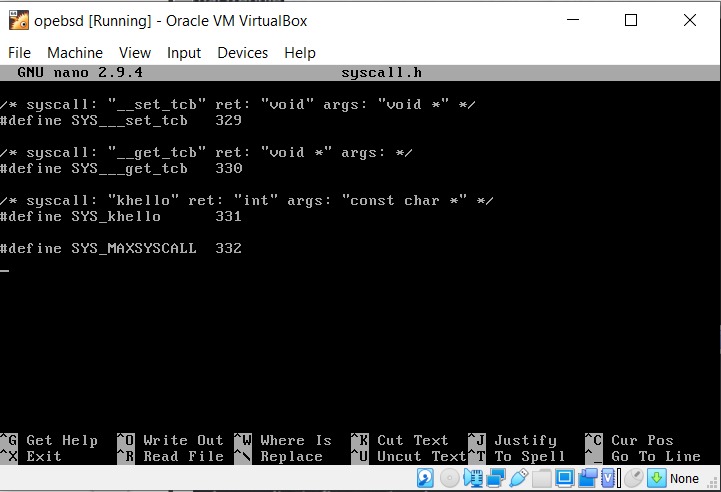 opebsd [Running] - Oracle VM VirtualBox
File Machine View Input Devices Help
GNU nano 2.9.4 syscall.h
/* syscall: "__set_tcb" ret: "void" args: "void *" */
#define SYS___set_tcb 329
/* syscall: "__get_tcb" ret: "void *" args: */
#define SYS___get_tcb 330
/* syscall: "khello" ret: "int" args: "const char *" */
#define SYS_khello 331
#define SYS_MAXSYSCALL 332
^G Get Help ^O Write Out ^W Where Is ^K Cut Text ^J Justify ^C Cur Pos
^X Exit ^R Read File ^\ Replace ^U Uncut Text ^T To Spell ^_ Go To Line
None